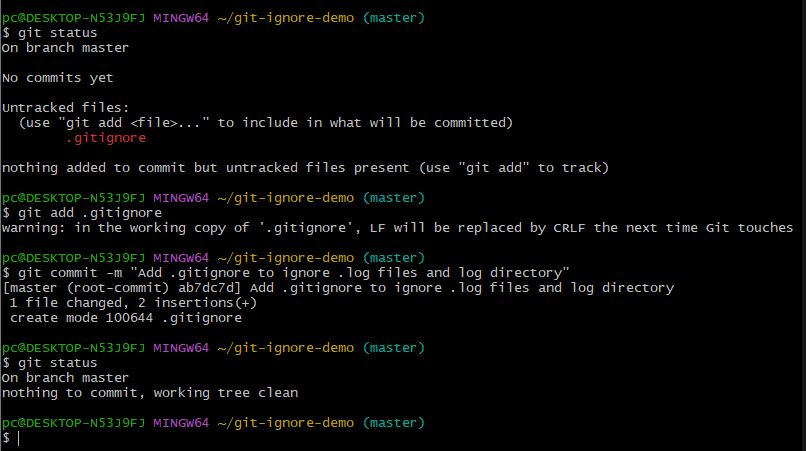 pc@DESKTOP-N53J9FJ MINGW64 ~/git-ignore-demo (master)
$ git status
On branch master
No commits yet
Untracked files:
  (use "git add <file>..." to include in what will be committed)
        .gitignore
nothing added to commit but untracked files present (use "git add" to track)
pc@DESKTOP-N53J9FJ MINGW64 ~/git-ignore-demo (master)
$ git add .gitignore
warning: in the working copy of '.gitignore', LF will be replaced by CRLF the next time Git touches
pc@DESKTOP-N53J9FJ MINGW64 ~/git-ignore-demo (master)
$ git commit -m "Add .gitignore to ignore .log files and log directory"
[master (root-commit) ab7dc7d] Add .gitignore to ignore .log files and log directory
 1 file changed, 2 insertions(+)
 create mode 100644 .gitignore
pc@DESKTOP-N53J9FJ MINGW64 ~/git-ignore-demo (master)
$ git status
On branch master
nothing to commit, working tree clean
pc@DESKTOP-N53J9FJ MINGW64 ~/git-ignore-demo (master)
$